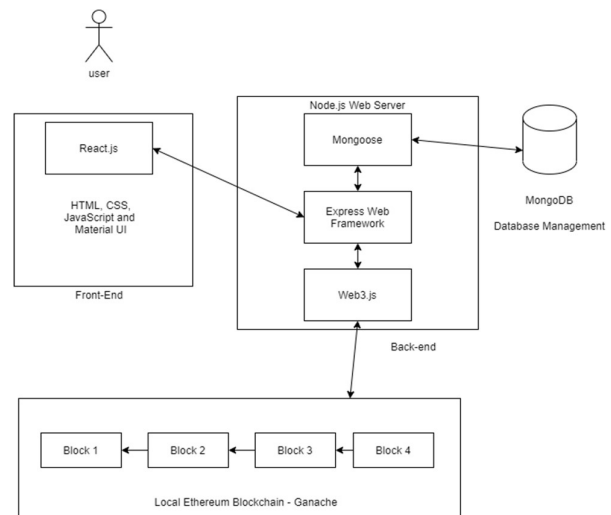 user
React.js
HTML, CSS,
JavaScript and
Material UI
Front-End
Node.js Web Server
Mongoose
Express Web
Framework
Web3.js
Back-end
MongoDB
Database Management
Block 1
Block 2
Block 3
Block 4
Local Ethereum Blockchain - Ganache